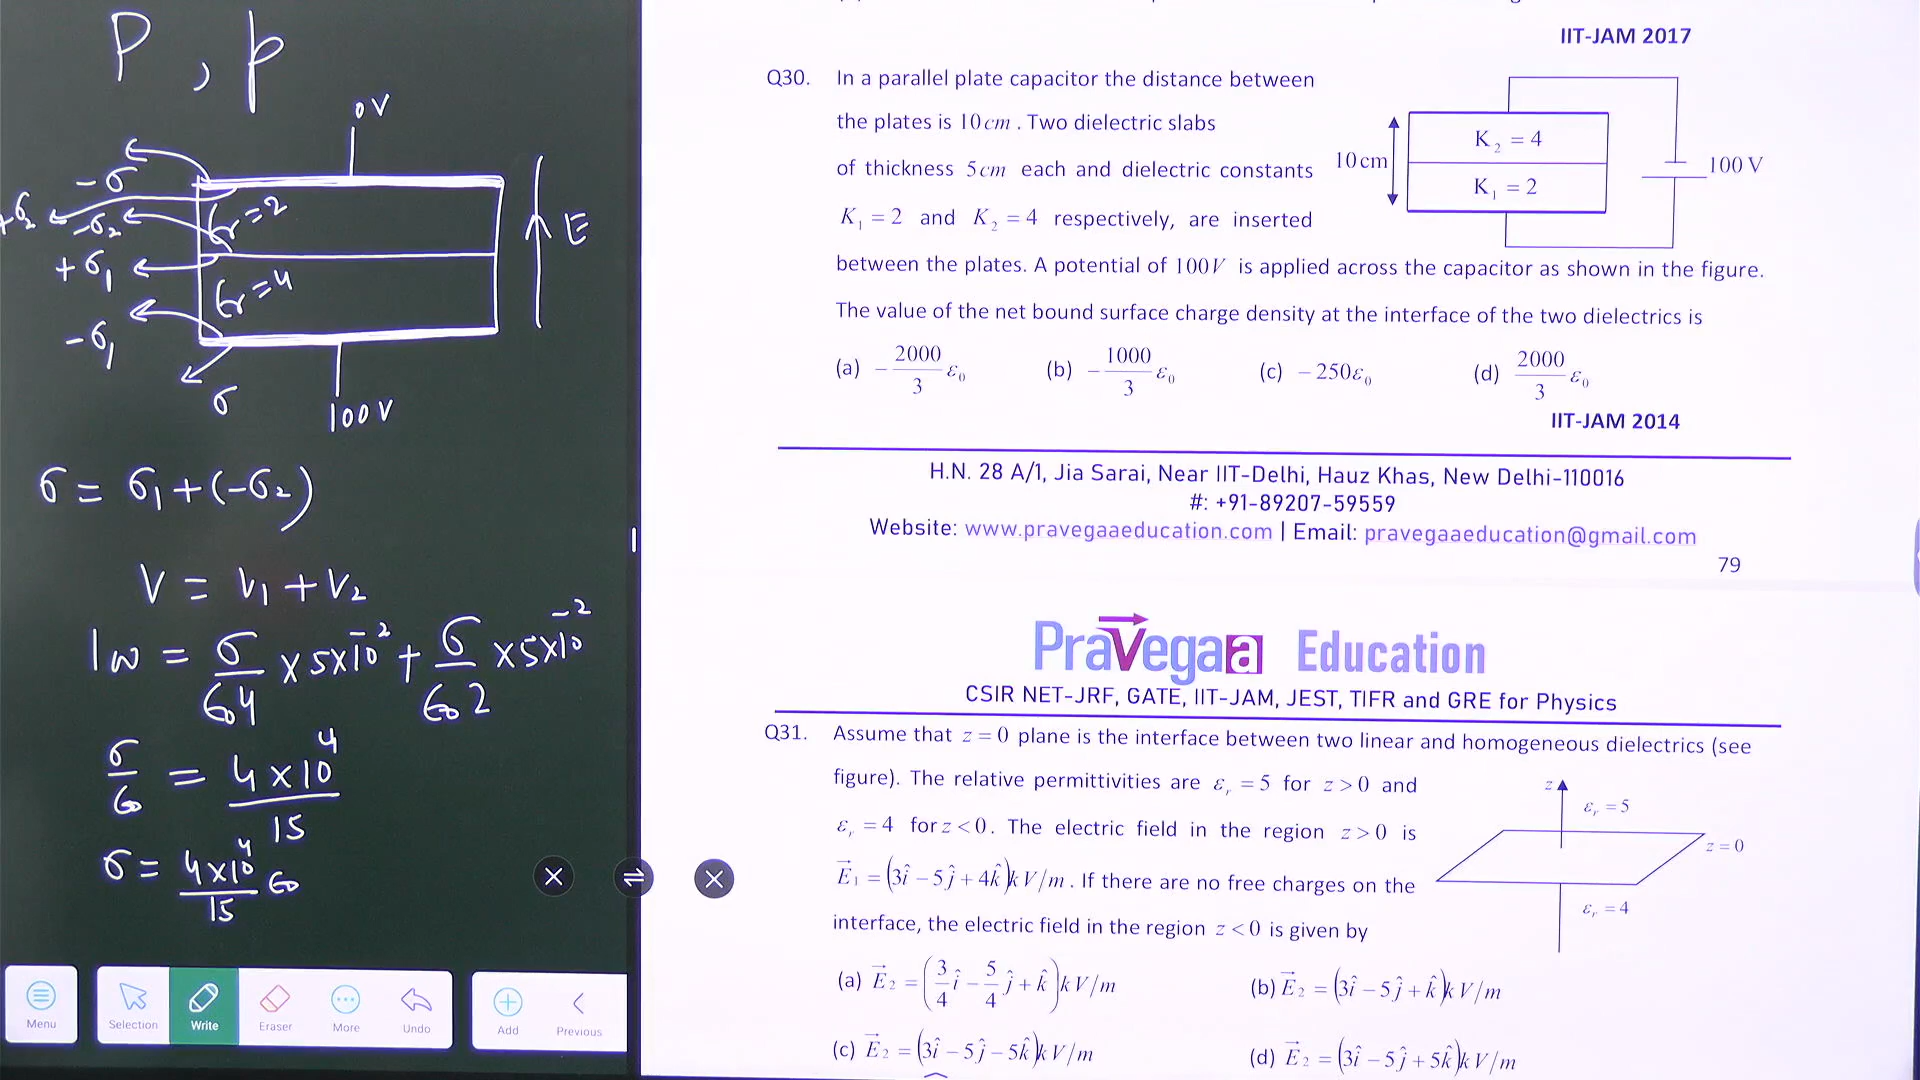 P , p
0V
-σ
+σ2
-σ2
εr=2
+σ1
εr=4
-σ1
E
σ
100V
σ = σ1+(-σ2)
V = V1+V2
100 = σ/ε04 ×5×10^-2 + σ/ε02 ×5×10^-2
σ/ε0 = 4×10^4/15
σ = 4×10^4/15 ε0
Menu
Selection
Write
Eraser
More
Undo
Add
Previous
IIT-JAM 2017
Q30. In a parallel plate capacitor the distance between
the plates is 10cm. Two dielectric slabs
of thickness 5cm each and dielectric constants
K1 = 2 and K2 = 4 respectively, are inserted
between the plates. A potential of 100V is applied across the capacitor as shown in the figure.
The value of the net bound surface charge density at the interface of the two dielectrics is
10cm
K2 = 4
K1 = 2
100 V
(a) -2000/3 ε0 (b) -1000/3 ε0 (c) -250ε0 (d) 2000/3 ε0
IIT-JAM 2014
H.N. 28 A/1, Jia Sarai, Near IIT-Delhi, Hauz Khas, New Delhi-110016
#: +91-89207-59559
Website: www.pravegaaeducation.com | Email: pravegaaeducation@gmail.com
79
Pravegaa Education
CSIR NET-JRF, GATE, IIT-JAM, JEST, TIFR and GRE for Physics
Q31. Assume that z = 0 plane is the interface between two linear and homogeneous dielectrics (see
figure). The relative permittivities are εr = 5 for z > 0 and
εr = 4 for z < 0. The electric field in the region z > 0 is
E⃗1 = (3î - 5ĵ + 4k̂)kV/m. If there are no free charges on the
interface, the electric field in the region z < 0 is given by
z
εr = 5
z = 0
εr = 4
(a) E⃗2 = (3/4 î - 5/4 ĵ + k̂)kV/m (b) E⃗2 = (3î - 5ĵ + k̂)kV/m
(c) E⃗2 = (3î - 5ĵ - 5k̂)kV/m (d) E⃗2 = (3î - 5ĵ + 5k̂)kV/m